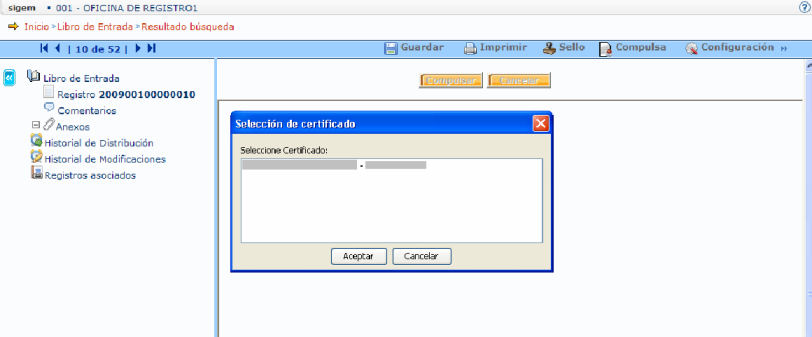 sigem • 001 - OFICINA DE REGISTRO1
Inicio»Libro de Entrada»Resultado búsqueda
| 10 de 52 | Guardar Imprimir Sello Compulsa Configuración »
Libro de Entrada
Registro 200900100000010
Comentarios
Anexos
Historial de Distribución
Historial de Modificaciones
Registros asociados
Compulsar Cancelar
Selección de certificado
Seleccione Certificado:
-
Aceptar Cancelar